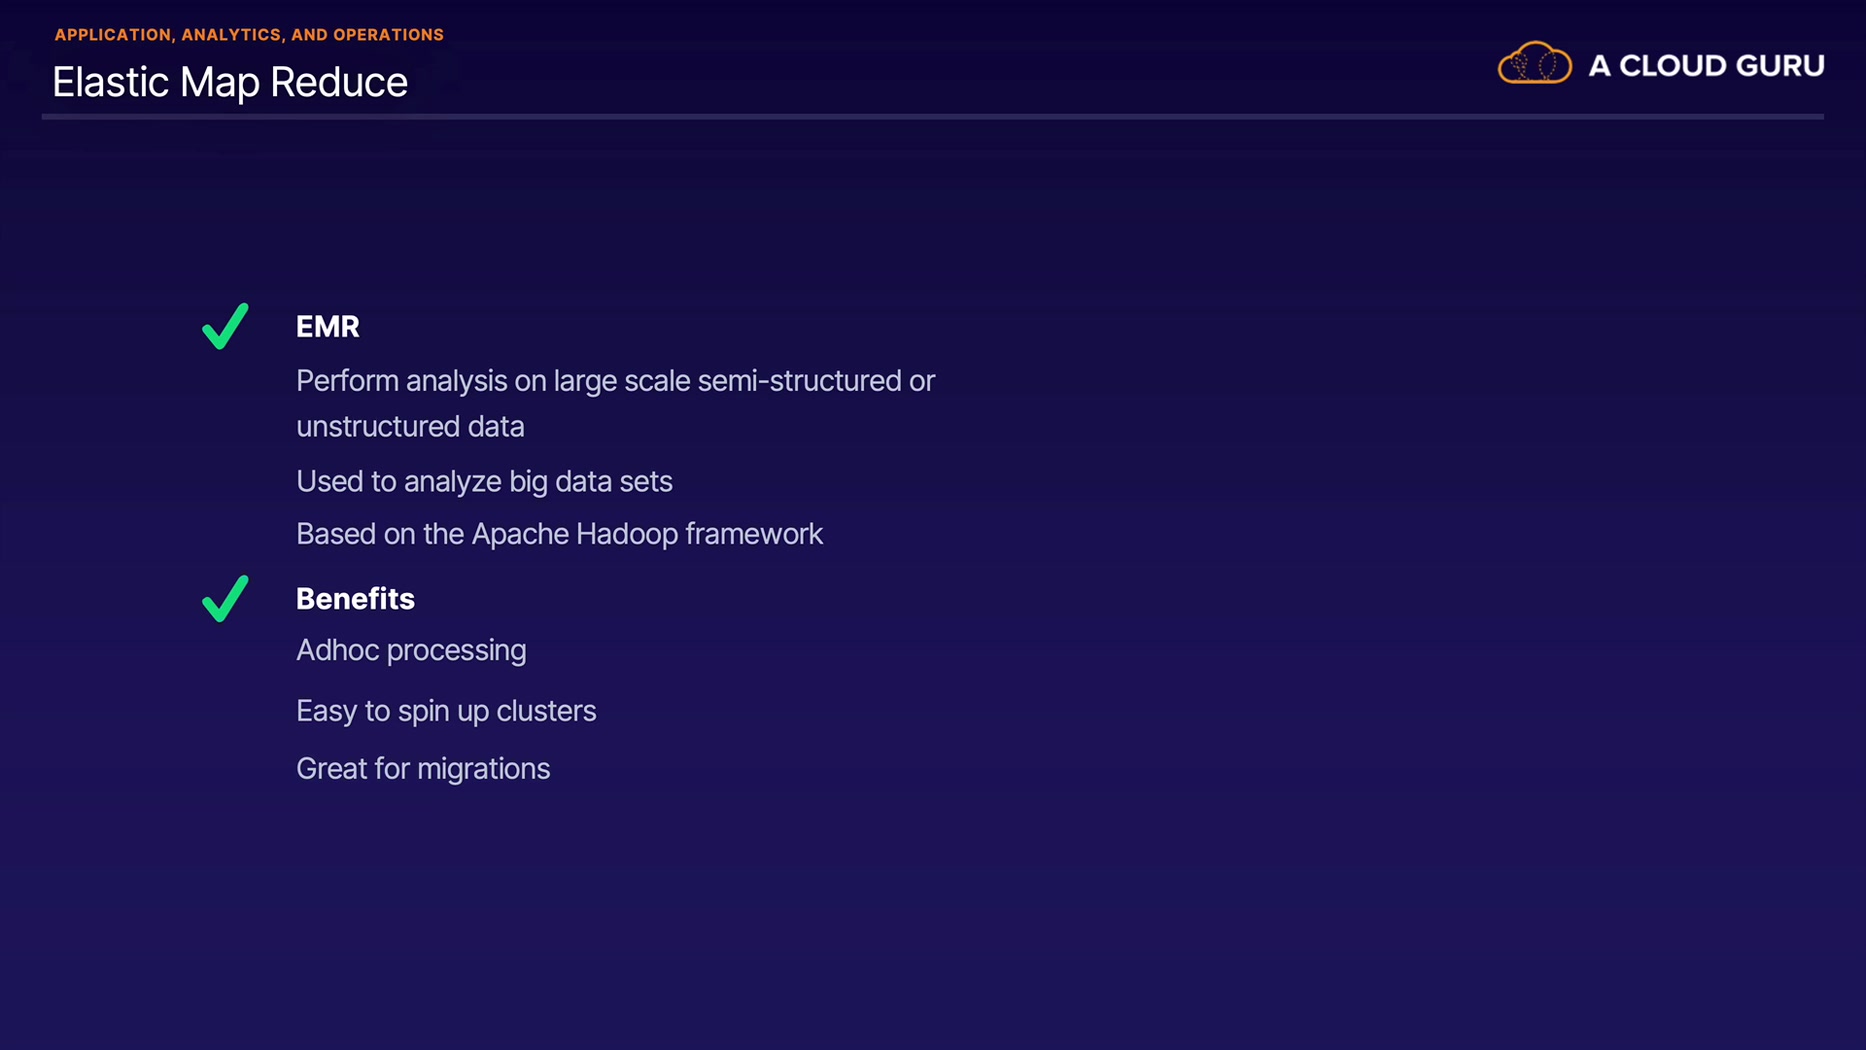 APPLICATION, ANALYTICS, AND OPERATIONS
Elastic Map Reduce
A CLOUD GURU
EMR
Perform analysis on large scale semi-structured or
unstructured data
Used to analyze big data sets
Based on the Apache Hadoop framework
Benefits
Adhoc processing
Easy to spin up clusters
Great for migrations